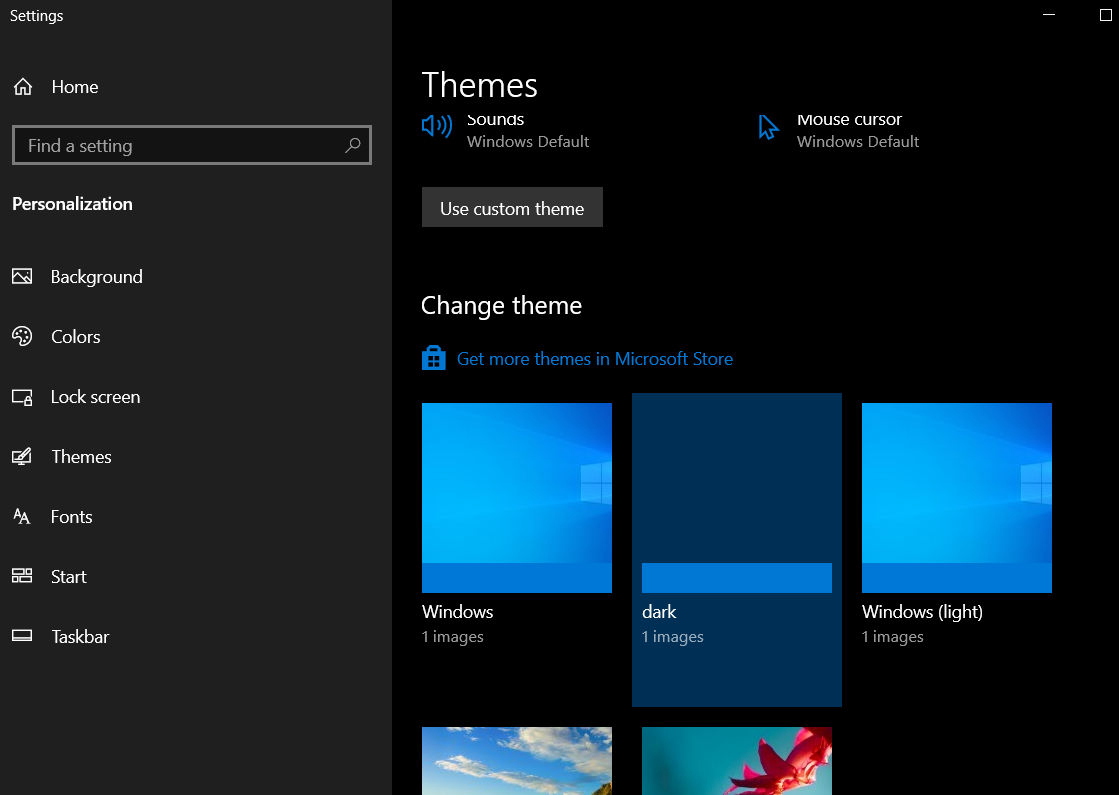 Settings
Home
Find a setting
Personalization
Background
Colors
Lock screen
Themes
Fonts
Start
Taskbar
Themes
Sounds
Windows Default
Mouse cursor
Windows Default
Use custom theme
Change theme
Get more themes in Microsoft Store
Windows
1 images
dark
1 images
Windows (light)
1 images